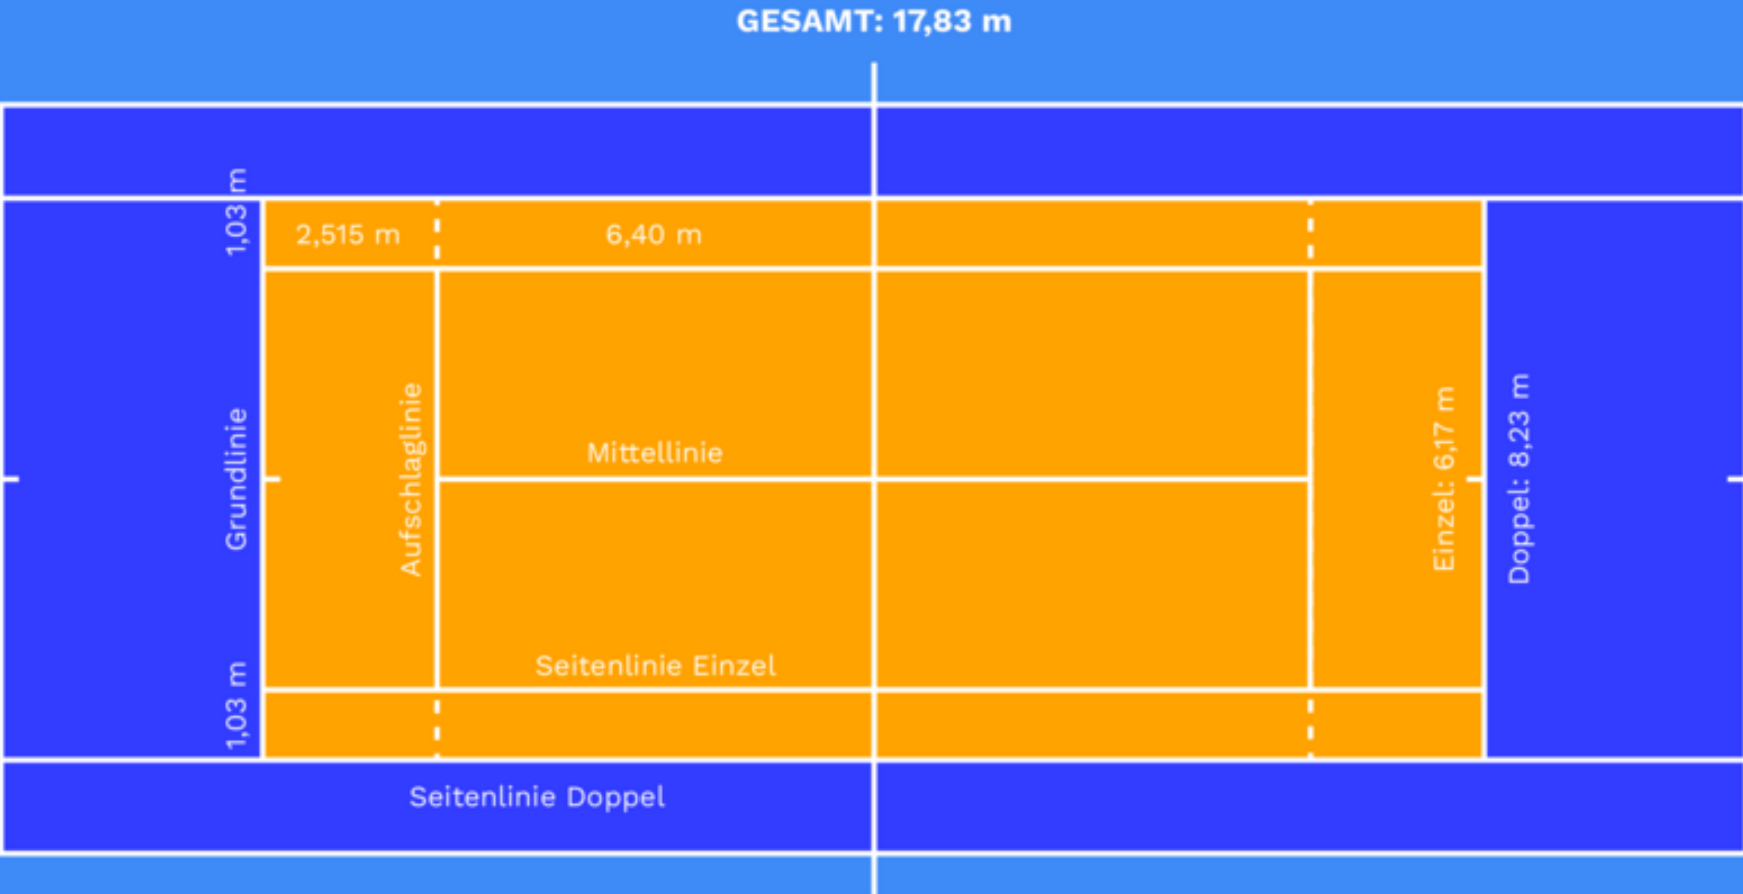 GESAMT: 17,83 m
1,03 m
2,515 m
6,40 m
Grundlinie
Aufschlaglinie
Mittellinie
Einzel: 6,17 m
Doppel: 8,23 m
Seitenlinie Einzel
1,03 m
Seitenlinie Doppel